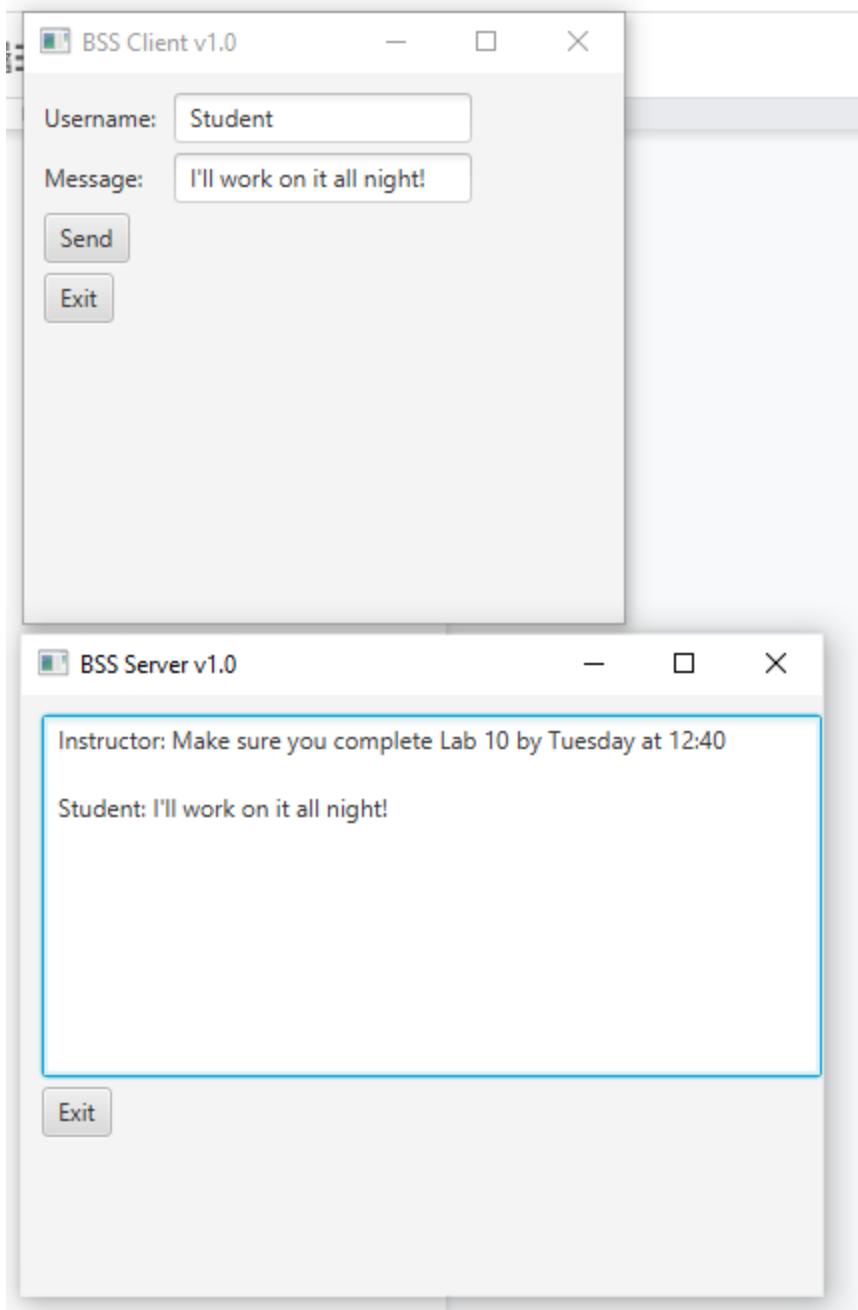 BSS Client v1.0
Username: Student
Message: I'll work on it all night!
Send
Exit
BSS Server v1.0
Instructor: Make sure you complete Lab 10 by Tuesday at 12:40
Student: I'll work on it all night!
Exit